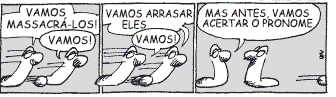 VAMOS
MASSACRÁ-LOS!
VAMOS!
VAMOS ARRASAR
ELES
VAMOS!
MAS ANTES, VAMOS
ACERTAR O PRONOME